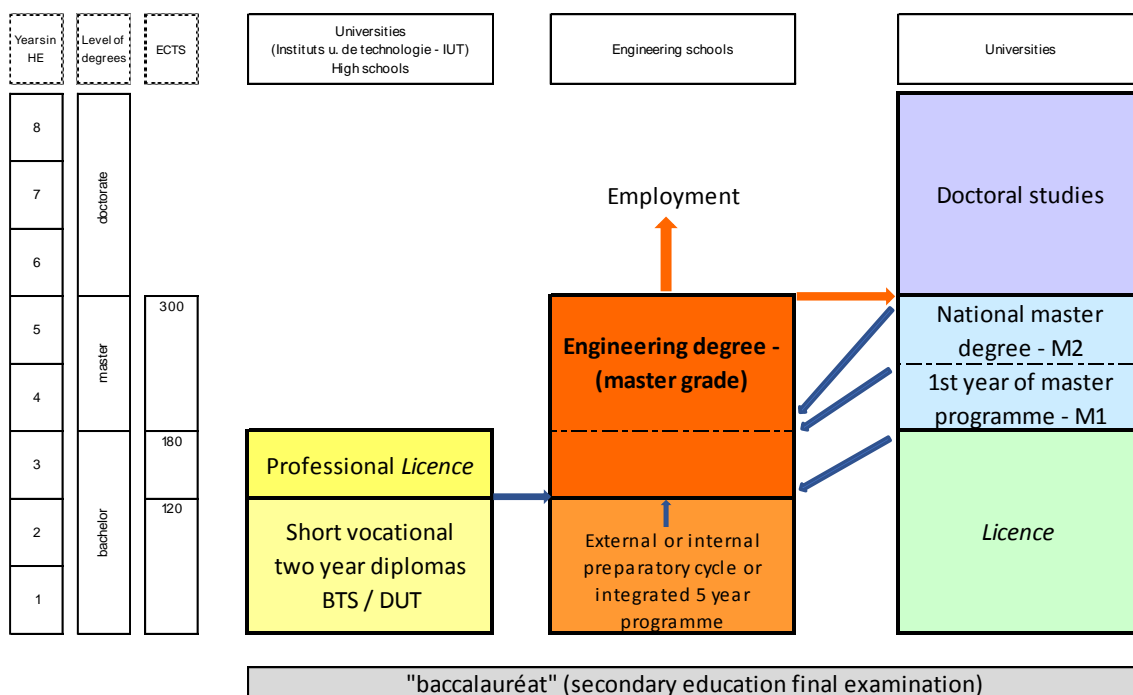 Years in
HE
Level of
degrees
ECTS
Universities
(Instituts u. de technologie - IUT)
High schools
Engineering schools
Universities
8
7
6
5
4
3
2
1
doctorate
master
bachelor
300
180
120
Employment
Doctoral studies
Engineering degree -
(master grade)
National master
degree - M2
1st year of master
programme - M1
Professional Licence
Short vocational
two year diplomas
BTS / DUT
External or internal
preparatory cycle or
integrated 5 year
programme
Licence
"baccalauréat" (secondary education final examination)